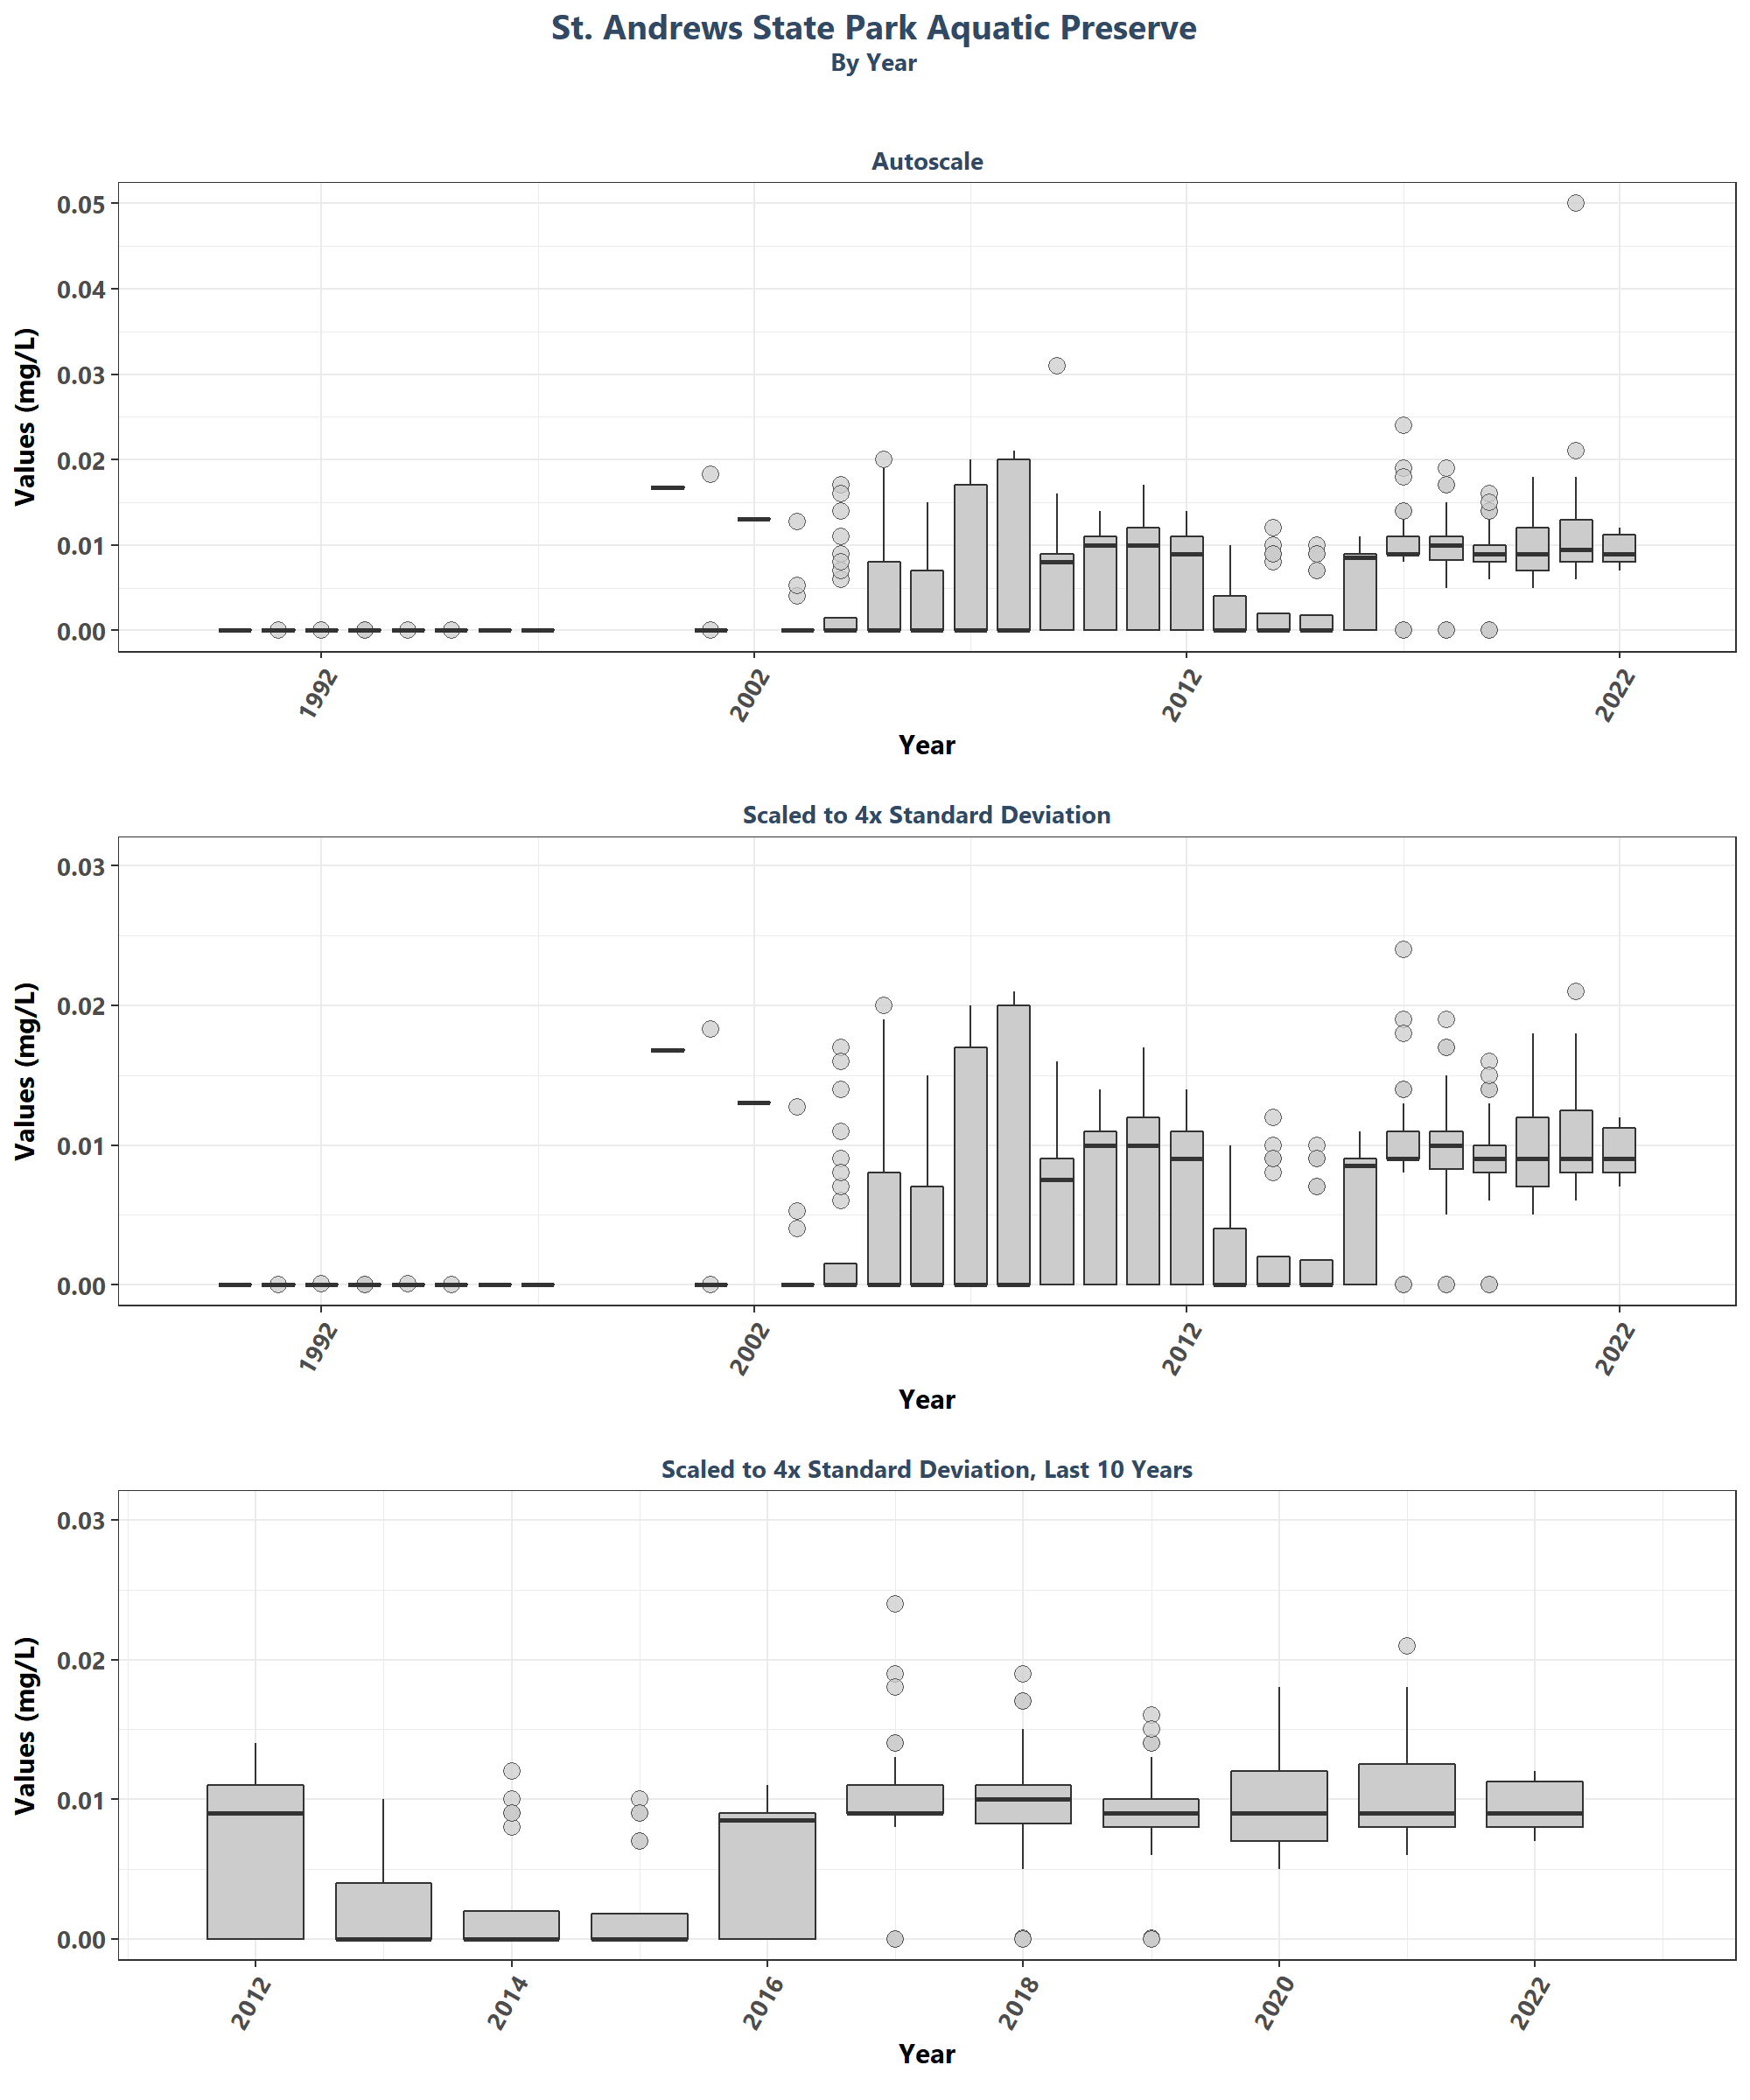 St. Andrews State Park Aquatic Preserve
By Year
Autoscale
Values (mg/L)
0.05
0.04
0.03
0.02
0.01
0.00
1992
2002
2012
2022
Year
Scaled to 4x Standard Deviation
Values (mg/L)
0.03
0.02
0.01
0.00
1992
2002
2012
2022
Year
Scaled to 4x Standard Deviation, Last 10 Years
Values (mg/L)
0.03
0.02
0.01
0.00
2012
2014
2016
2018
2020
2022
Year